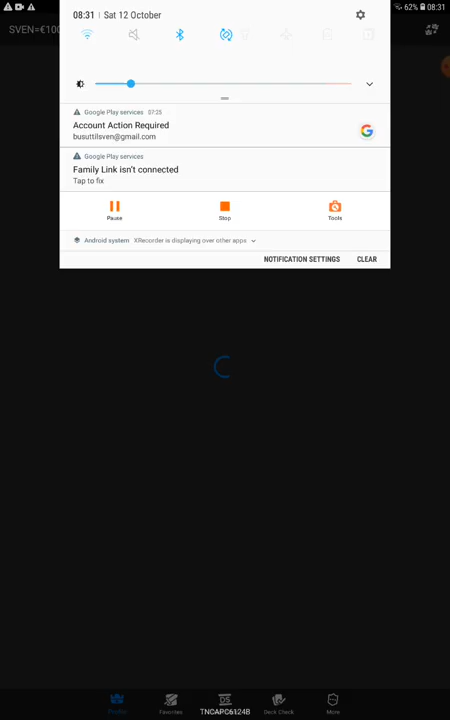 62% 08:31
08:31 | Sat 12 October
SVEN=€100
Google Play services 07:25
Account Action Required
busuttilsven@gmail.com
Google Play services
Family Link isn't connected
Tap to fix
Pause Stop Tools
Android system XRecorder is displaying over other apps
NOTIFICATION SETTINGS CLEAR
Profile Favorites TNCAPC6124B Deck Check More